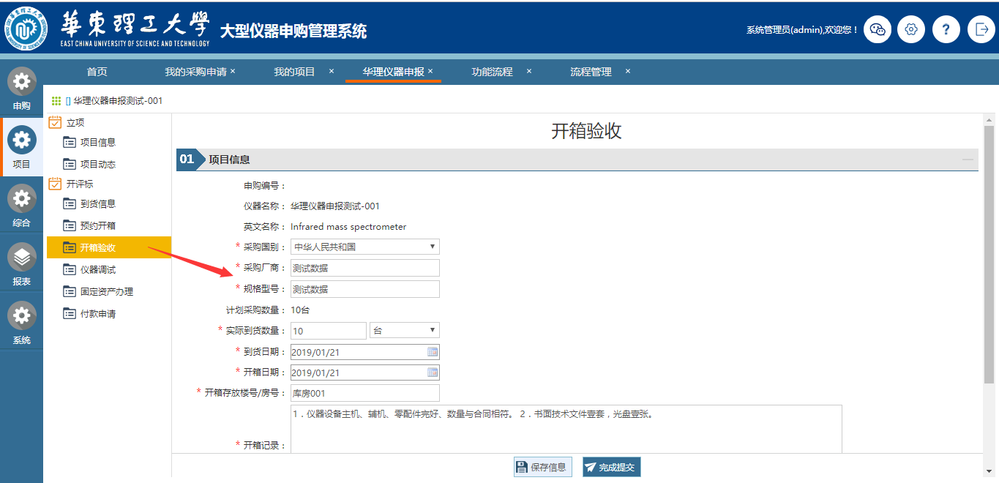 華東理工大學
EAST CHINA UNIVERSITY OF SCIENCE AND TECHNOLOGY
大型仪器申购管理系统
系统管理员(admin),欢迎您！
?
首页
我的采购申请 ×
我的项目 ×
华理仪器申报 ×
功能流程 ×
流程管理 ×
申购
项目
综合
报表
系统
[] 华理仪器申报测试-001
立项
项目信息
项目动态
开评标
到货信息
预约开箱
开箱验收
仪器调试
固定资产办理
付款申请
开箱验收
01 项目信息
申购编号：
仪器名称：华理仪器申报测试-001
英文名称：Infrared mass spectrometer
* 采购国别：中华人民共和国
* 采购厂商：测试数据
* 规格型号：测试数据
计划采购数量：10台
* 实际到货数量：10 台
* 到货日期：2019/01/21
* 开箱日期：2019/01/21
* 开箱存放楼号/房号：库房001
1．仪器设备主机、辅机、零配件完好、数量与合同相符。 2．书面技术文件壹套，光盘壹张。
* 开箱记录：
保存信息
完成提交